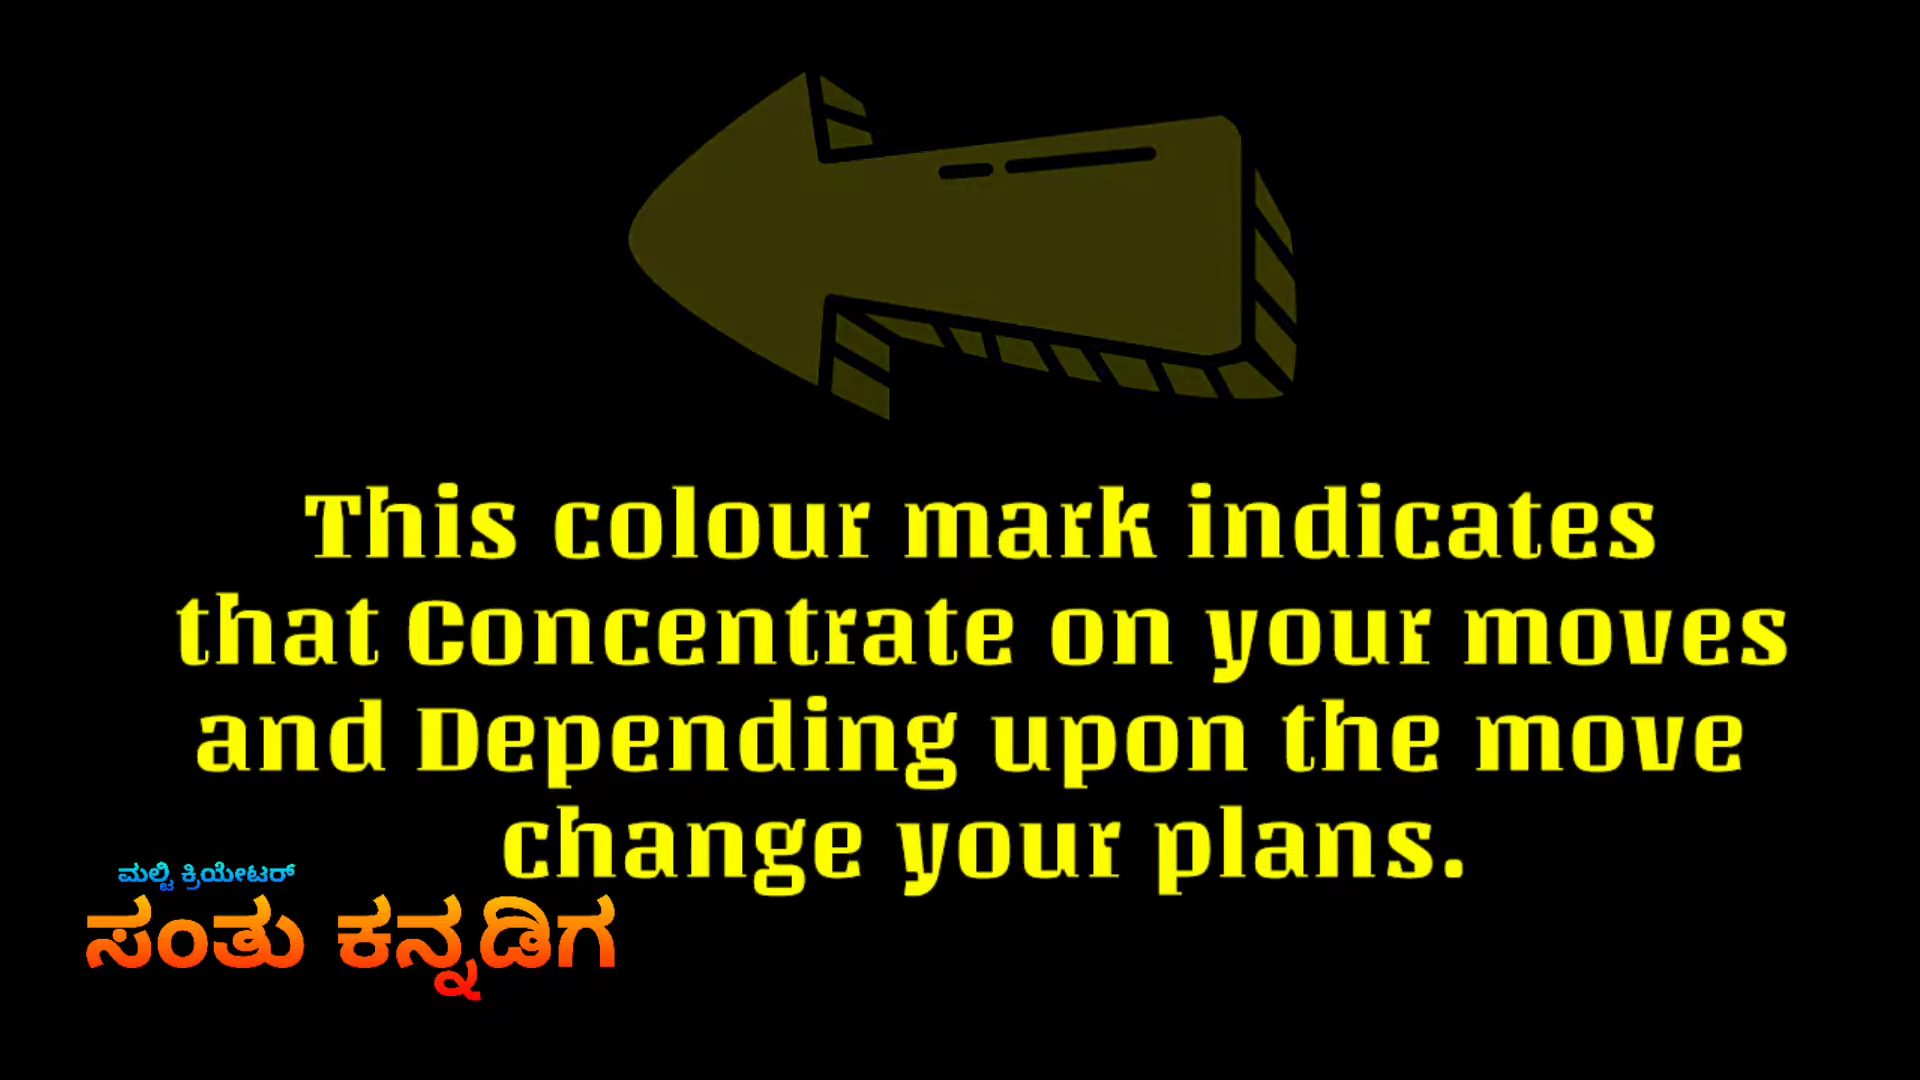 This colour mark indicates
that Concentrate on your moves
and Depending upon the move
change your plans.
ಮಲ್ಟಿ ಕ್ರಿಯೇಟರ್
ಸಂತು ಕನ್ನಡಿಗ